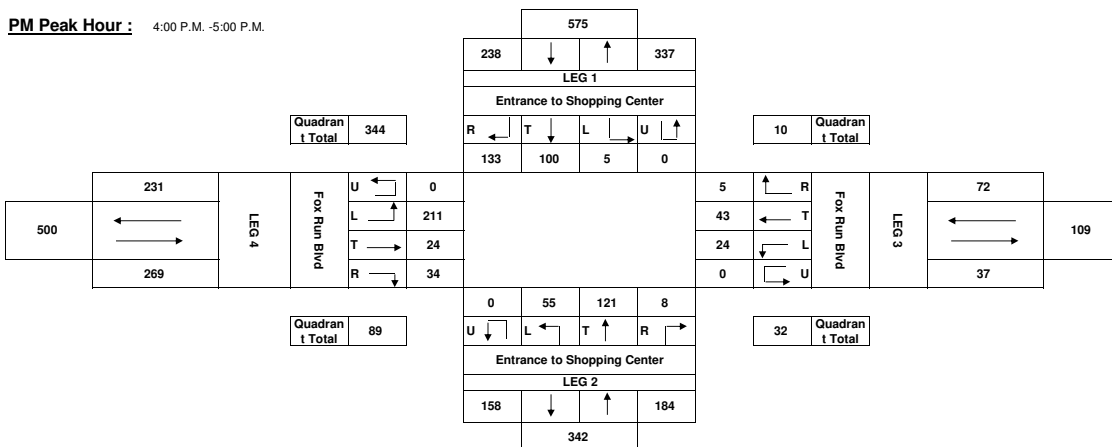 PM Peak Hour : 4:00 P.M. -5:00 P.M.
575
238 337
LEG 1
Entrance to Shopping Center
Quadran
t Total 344
R T L U
10 Quadran
t Total
133 100 5 0
231 U 0 5 R 72
500 LEG 4 Fox Run Blvd L 211 43 T Fox Run Blvd LEG 3 109
T 24 24 L
269 R 34 0 U 37
0 55 121 8
Quadran
t Total 89
U L T R
32 Quadran
t Total
Entrance to Shopping Center
LEG 2
158 184
342